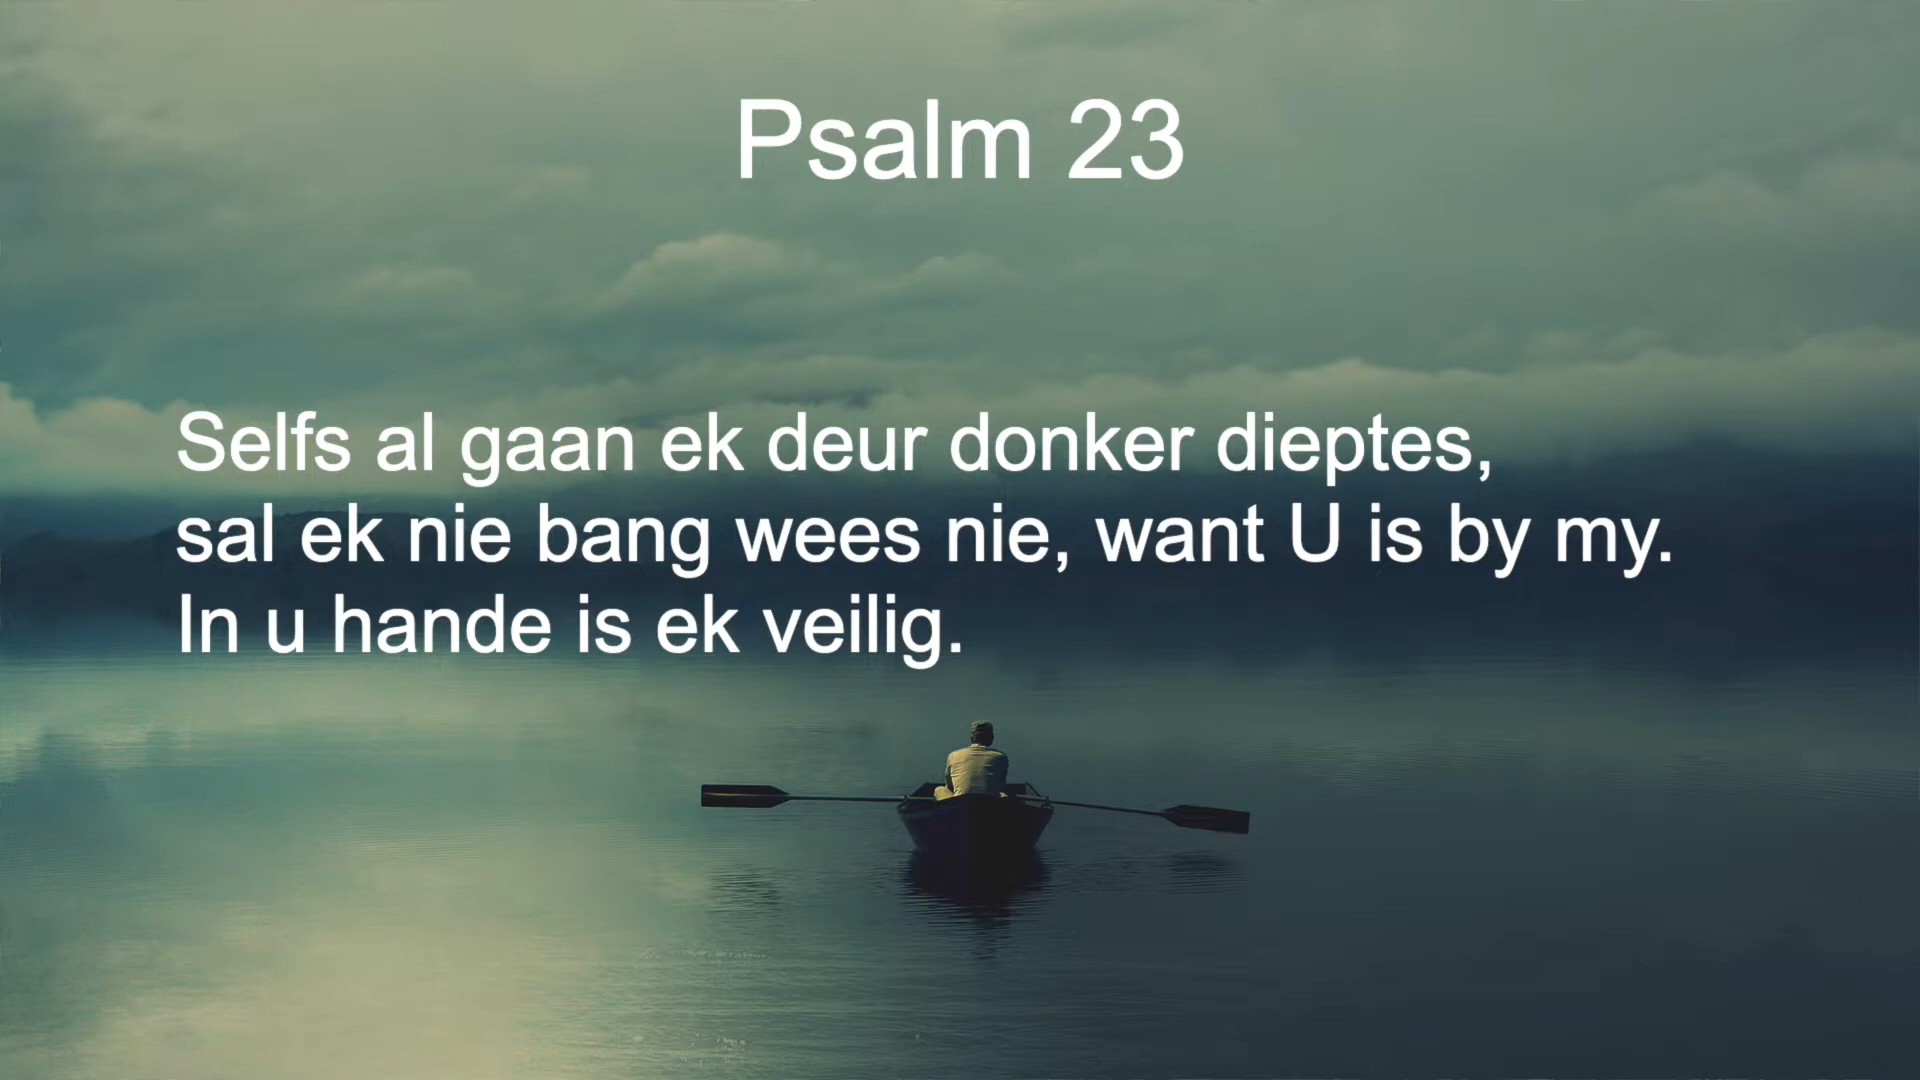 Psalm 23
Selfs al gaan ek deur donker dieptes,
sal ek nie bang wees nie, want U is by my.
In u hande is ek veilig.